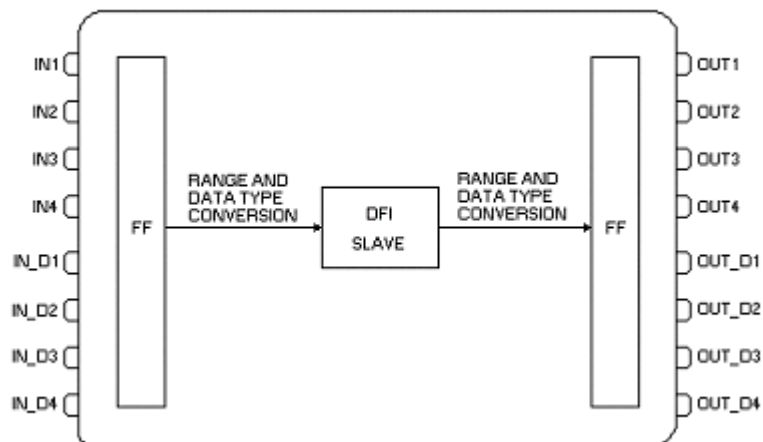 IN1
IN2
IN3
IN4
IN_D1
IN_D2
IN_D3
IN_D4
FF
RANGE AND
DATA TYPE
CONVERSION
DFI
SLAVE
RANGE AND
DATA TYPE
CONVERSION
FF
OUT1
OUT2
OUT3
OUT4
OUT_D1
OUT_D2
OUT_D3
OUT_D4